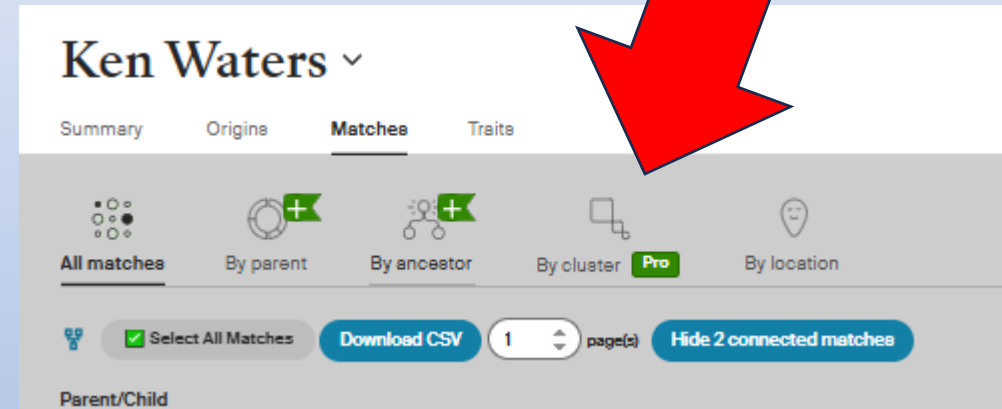 Ken Waters
Summary Origins Matches Traits
All matches By parent By ancestor By cluster Pro By location
Select All Matches Download CSV 1 page(s) Hide 2 connected matches
Parent/Child